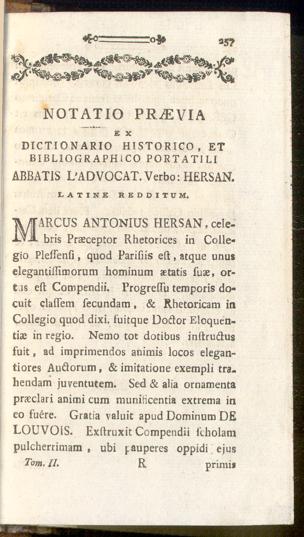 257
NOTATIO PRÆVIA
EX
DICTIONARIO HISTORICO, ET
BIBLIOGRAPHICO PORTATILI
ABBATIS L'ADVOCAT. Verbo: HERSAN.
LATINE REDDITUM.
MARCUS ANTONIUS HERSAN, cele-
bris Præceptor Rhetorices in Colle-
gio Plessensi, quod Parisiis est, atque unus
elegantissimorum hominum ætatis suæ, or-
tus est Compendii. Progressu temporis do-
cuit classem secundam, & Rhetoricam in
Collegio quod dixi, fuitque Doctor Eloquen-
tiæ in regio. Nemo tot dotibus instructus
fuit, ad imprimendos animis locos elegan-
tiores Auctorum, & imitatione exempli tra-
hendam juventutem. Sed & alia ornamenta
præclari animi cum munificentia extrema in
eo fuére. Gratia valuit apud Dominum DE
LOUVOIS. Exstruxit Compendii scholam
pulcherrimam, ubi pauperes oppidi ejus
Tom. II. R primis